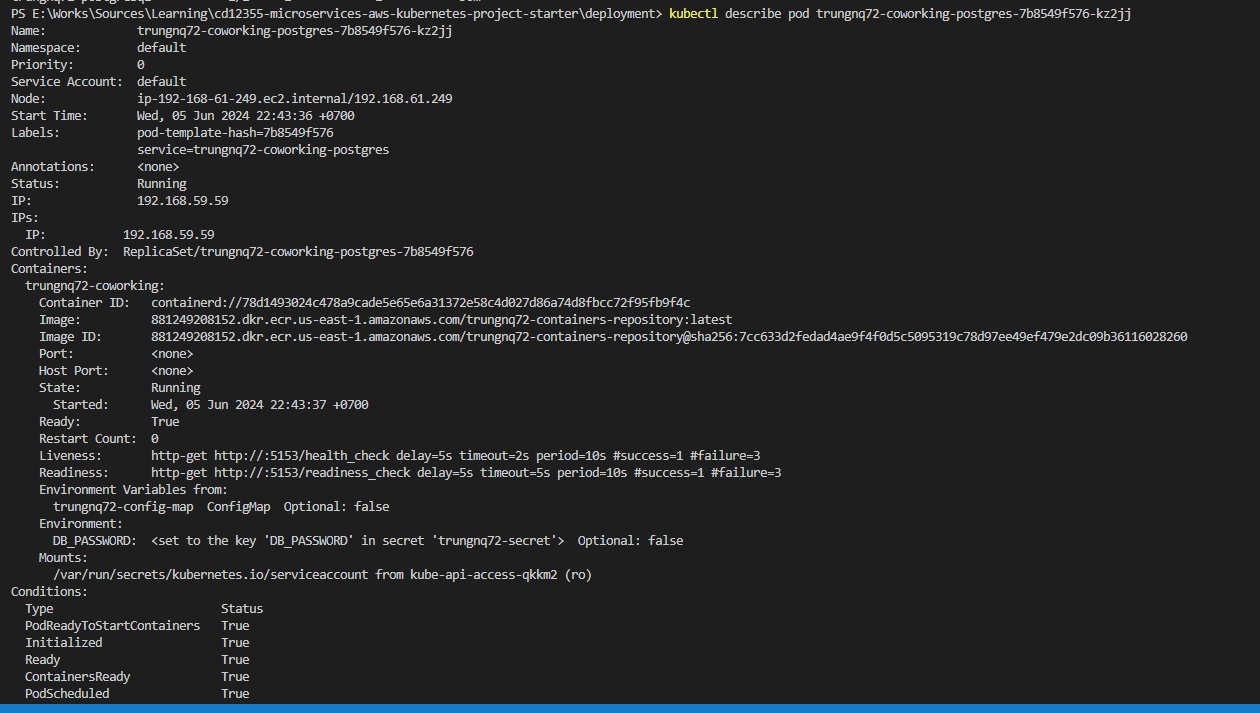 PS E:\Works\Sources\Learning\cd12355-microservices-aws-kubernetes-project-starter\deployment> kubectl describe pod trungnq72-coworking-postgres-7b8549f576-kz2jj
Name:             trungnq72-coworking-postgres-7b8549f576-kz2jj
Namespace:        default
Priority:         0
Service Account:  default
Node:             ip-192-168-61-249.ec2.internal/192.168.61.249
Start Time:       Wed, 05 Jun 2024 22:43:36 +0700
Labels:           pod-template-hash=7b8549f576
                  service=trungnq72-coworking-postgres
Annotations:      <none>
Status:           Running
IP:               192.168.59.59
IPs:
  IP:           192.168.59.59
Controlled By:  ReplicaSet/trungnq72-coworking-postgres-7b8549f576
Containers:
  trungnq72-coworking:
    Container ID:   containerd://78d1493024c478a9cade5e65e6a31372e58c4d027d86a74d8fbcc72f95fb9f4c
    Image:          881249208152.dkr.ecr.us-east-1.amazonaws.com/trungnq72-containers-repository:latest
    Image ID:       881249208152.dkr.ecr.us-east-1.amazonaws.com/trungnq72-containers-repository@sha256:7cc633d2fedad4ae9f4f0d5c5095319c78d97ee49ef479e2dc09b36116028260
    Port:           <none>
    Host Port:      <none>
    State:          Running
      Started:      Wed, 05 Jun 2024 22:43:37 +0700
    Ready:          True
    Restart Count:  0
    Liveness:       http-get http://:5153/health_check delay=5s timeout=2s period=10s #success=1 #failure=3
    Readiness:      http-get http://:5153/readiness_check delay=5s timeout=5s period=10s #success=1 #failure=3
    Environment Variables from:
      trungnq72-config-map  ConfigMap  Optional: false
    Environment:
      DB_PASSWORD:  <set to the key 'DB_PASSWORD' in secret 'trungnq72-secret'>  Optional: false
    Mounts:
      /var/run/secrets/kubernetes.io/serviceaccount from kube-api-access-qkkm2 (ro)
Conditions:
  Type                        Status
  PodReadyToStartContainers   True
  Initialized                 True
  Ready                       True
  ContainersReady             True
  PodScheduled                True